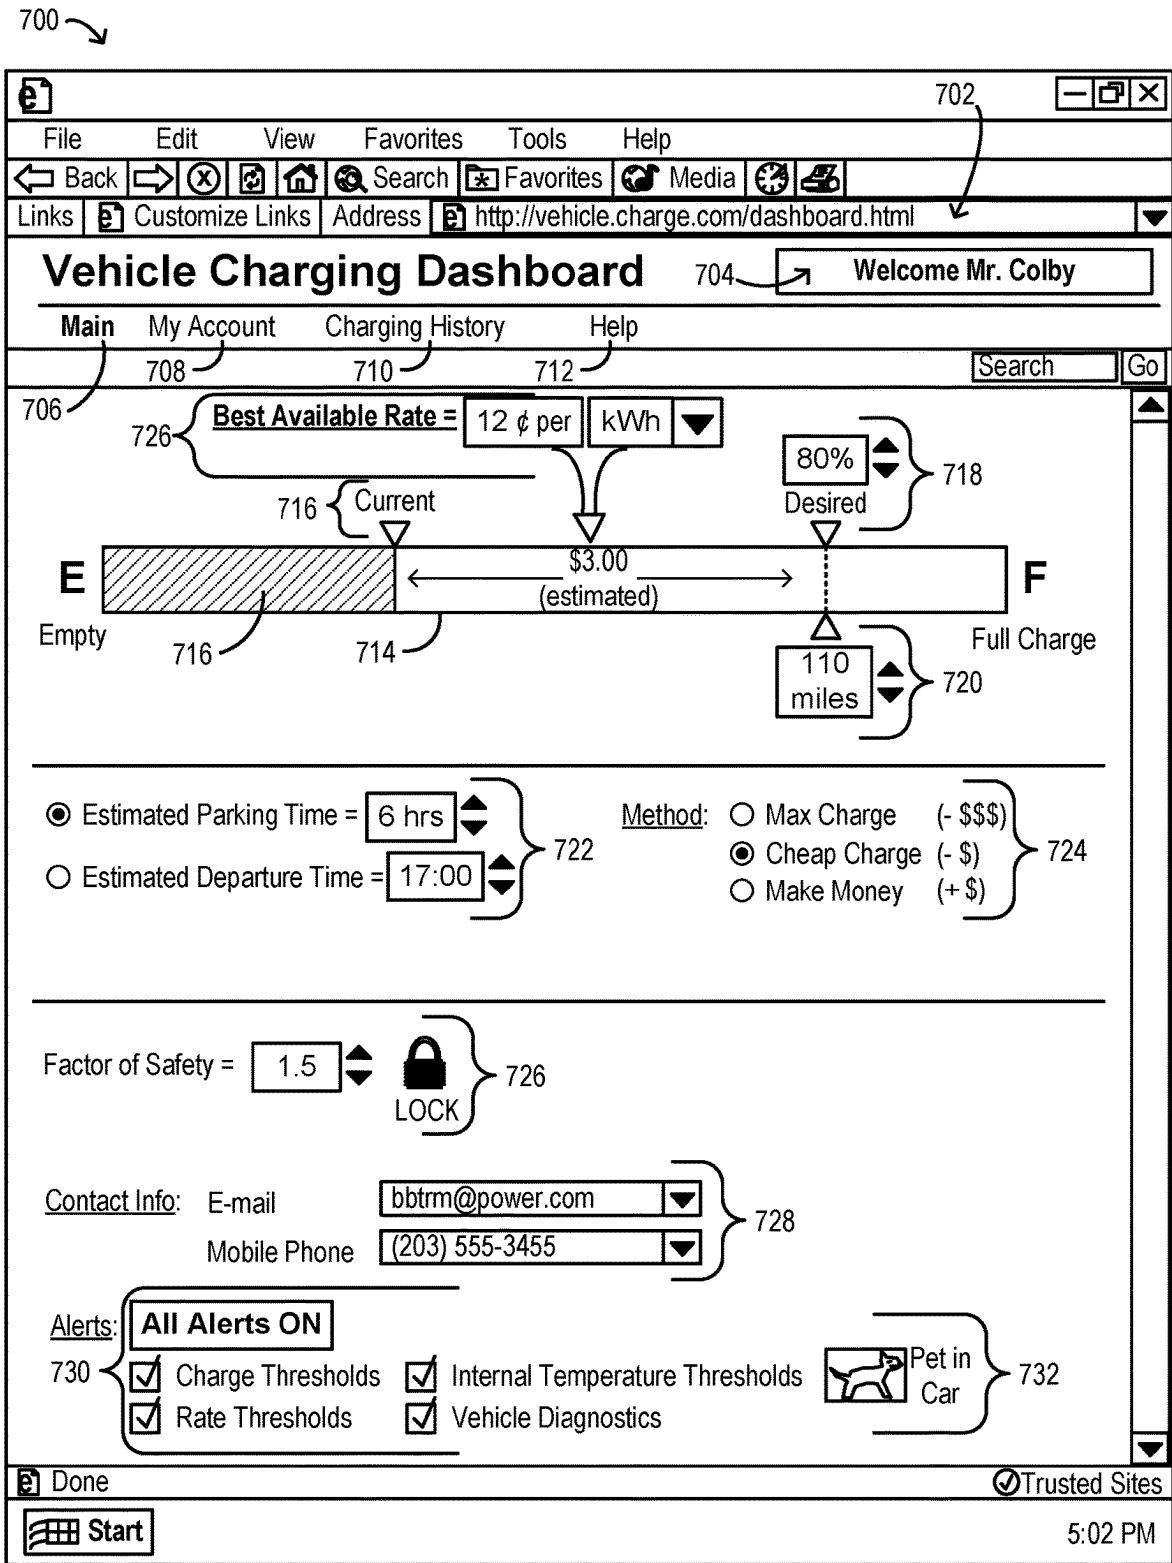 700
702
File Edit View Favorites Tools Help
Back Search Favorites Media
Links Customize Links Address http://vehicle.charge.com/dashboard.html
Vehicle Charging Dashboard 704 Welcome Mr. Colby
Main My Account Charging History Help
708 710 712 Search Go
706
726 Best Available Rate = 12 ¢ per kWh
80% 718
716 Current Desired
E $3.00 F
(estimated)
Empty 716 714 Full Charge
110 miles 720
Estimated Parking Time = 6 hrs Method: Max Charge (- $$$)
722 Cheap Charge (- $) 724
Estimated Departure Time = 17:00 Make Money (+ $)
Factor of Safety = 1.5 726
LOCK
Contact Info: E-mail bbtrm@power.com
728
Mobile Phone (203) 555-3455
Alerts: All Alerts ON
730 Charge Thresholds Internal Temperature Thresholds Pet in Car 732
Rate Thresholds Vehicle Diagnostics
Done Trusted Sites
Start 5:02 PM